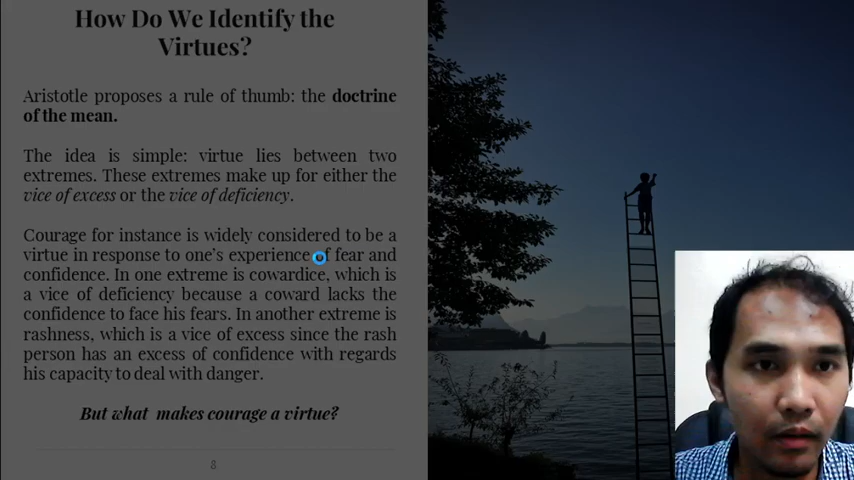 How Do We Identify the
Virtues?
Aristotle proposes a rule of thumb: the doctrine
of the mean.
The idea is simple: virtue lies between two
extremes. These extremes make up for either the
vice of excess or the vice of deficiency.
Courage for instance is widely considered to be a
virtue in response to one's experience of fear and
confidence. In one extreme is cowardice, which is
a vice of deficiency because a coward lacks the
confidence to face his fears. In another extreme is
rashness, which is a vice of excess since the rash
person has an excess of confidence with regards
his capacity to deal with danger.
But what makes courage a virtue?
8